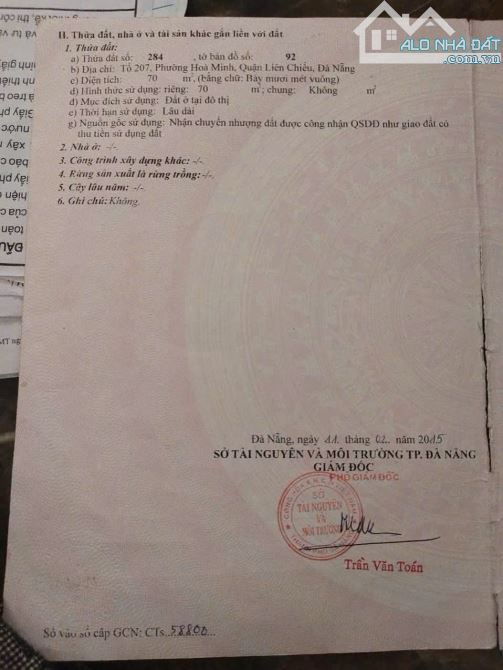 ALO NHÀ ĐẤT
.com.vn
II. Thửa đất, nhà ở và tài sản khác gắn liền với đất
1. Thửa đất:
a) Thửa đất số: 284 , tờ bản đồ số: 92
b) Địa chỉ: Tổ 207, Phường Hoà Minh, Quận Liên Chiểu, Đà Nẵng
c) Diện tích: 70 m², (bằng chữ: Bảy mươi mét vuông)
d) Hình thức sử dụng: riêng: 70 m²; chung: Không m²
đ) Mục đích sử dụng: Đất ở tại đô thị
e) Thời hạn sử dụng: Lâu dài
g) Nguồn gốc sử dụng: Nhận chuyển nhượng đất được công nhận QSDĐ như giao đất có
thu tiền sử dụng đất
2. Nhà ở: -/-
3. Công trình xây dựng khác: -/-
4. Rừng sản xuất là rừng trồng: -/-
5. Cây lâu năm: -/-
6. Ghi chú: Không.
Đà Nẵng, ngày 11 tháng 02 năm 2015
SỞ TÀI NGUYÊN VÀ MÔI TRƯỜNG TP. ĐÀ NẴNG
GIÁM ĐỐC
PHÓ GIÁM ĐỐC
SỞ
TÀI NGUYÊN
VÀ
MÔI TRƯỜNG
Trần Văn Toán
Số vào sổ cấp GCN: CTs 58800